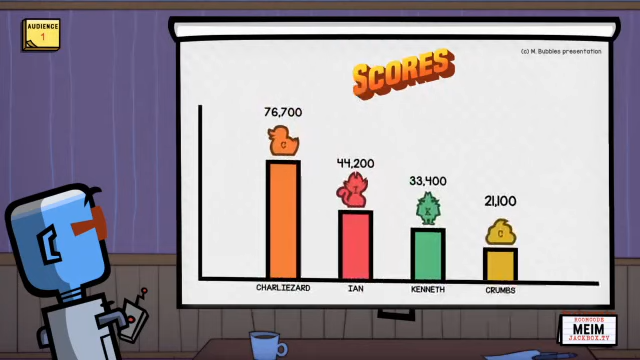 AUDIENCE
1
(c) M. Bubbles presentation
SCORES
76,700
C
44,200
I
33,400
K
21,100
C
CHARLIEZARD
IAN
KENNETH
CRUMBS
ROOMCODE
MEIM
JACKBOX.TV